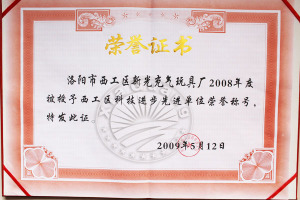 荣誉证书
洛阳市西工区新光充气玩具厂2008年度
被授予西工区科技进步先进单位荣誉称号,
特发此证。
2009年5月12日